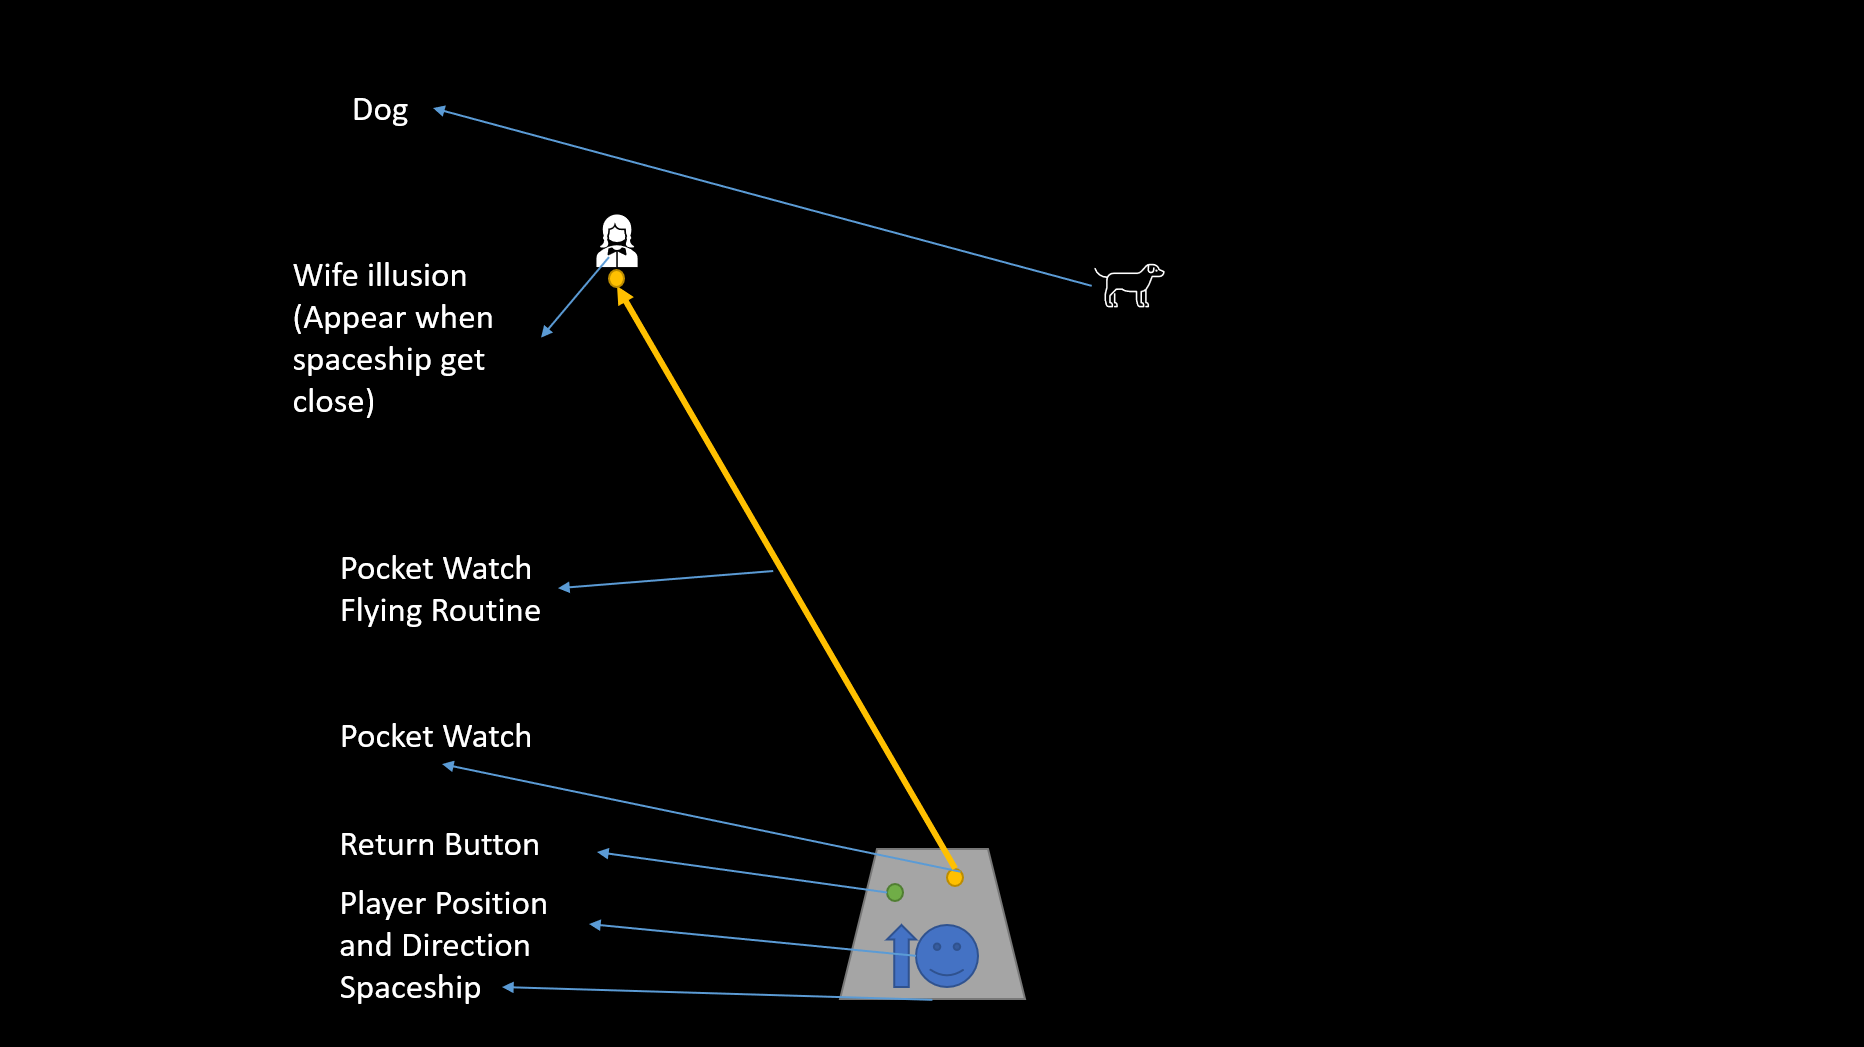 Dog
Wife illusion
(Appear when
spaceship get
close)
Pocket Watch
Flying Routine
Pocket Watch
Return Button
Player Position
and Direction
Spaceship